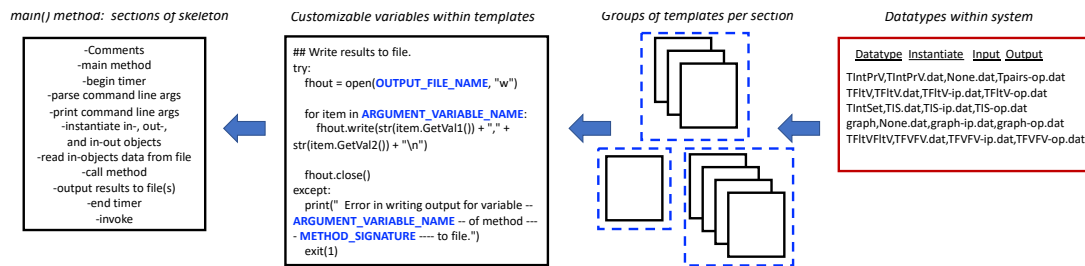 main() method: sections of skeleton
-Comments
-main method
-begin timer
-parse command line args
-print command line args
-instantiate in-, out-,
and in-out objects
-read in-objects data from file
-call method
-output results to file(s)
-end timer
-invoke
Customizable variables within templates
## Write results to file.
try:
fhout = open(OUTPUT_FILE_NAME, "w")
for item in ARGUMENT_VARIABLE_NAME:
fhout.write(str(item.GetVal1()) + "," +
str(item.GetVal2()) + "\n")
fhout.close()
except:
print(" Error in writing output for variable --
ARGUMENT_VARIABLE_NAME -- of method ---
- METHOD_SIGNATURE ---- to file.")
exit(1)
Groups of templates per section
Datatypes within system
Datatype Instantiate Input Output
TIntPrV,TIntPrV.dat,None.dat,Tpairs-op.dat
TFltV,TFltV.dat,TFltV-ip.dat,TFltV-op.dat
TIntSet,TIS.dat,TIS-ip.dat,TIS-op.dat
graph,None.dat,graph-ip.dat,graph-op.dat
TFltVFltV,TFVFV.dat,TFVFV-ip.dat,TFVFV-op.dat